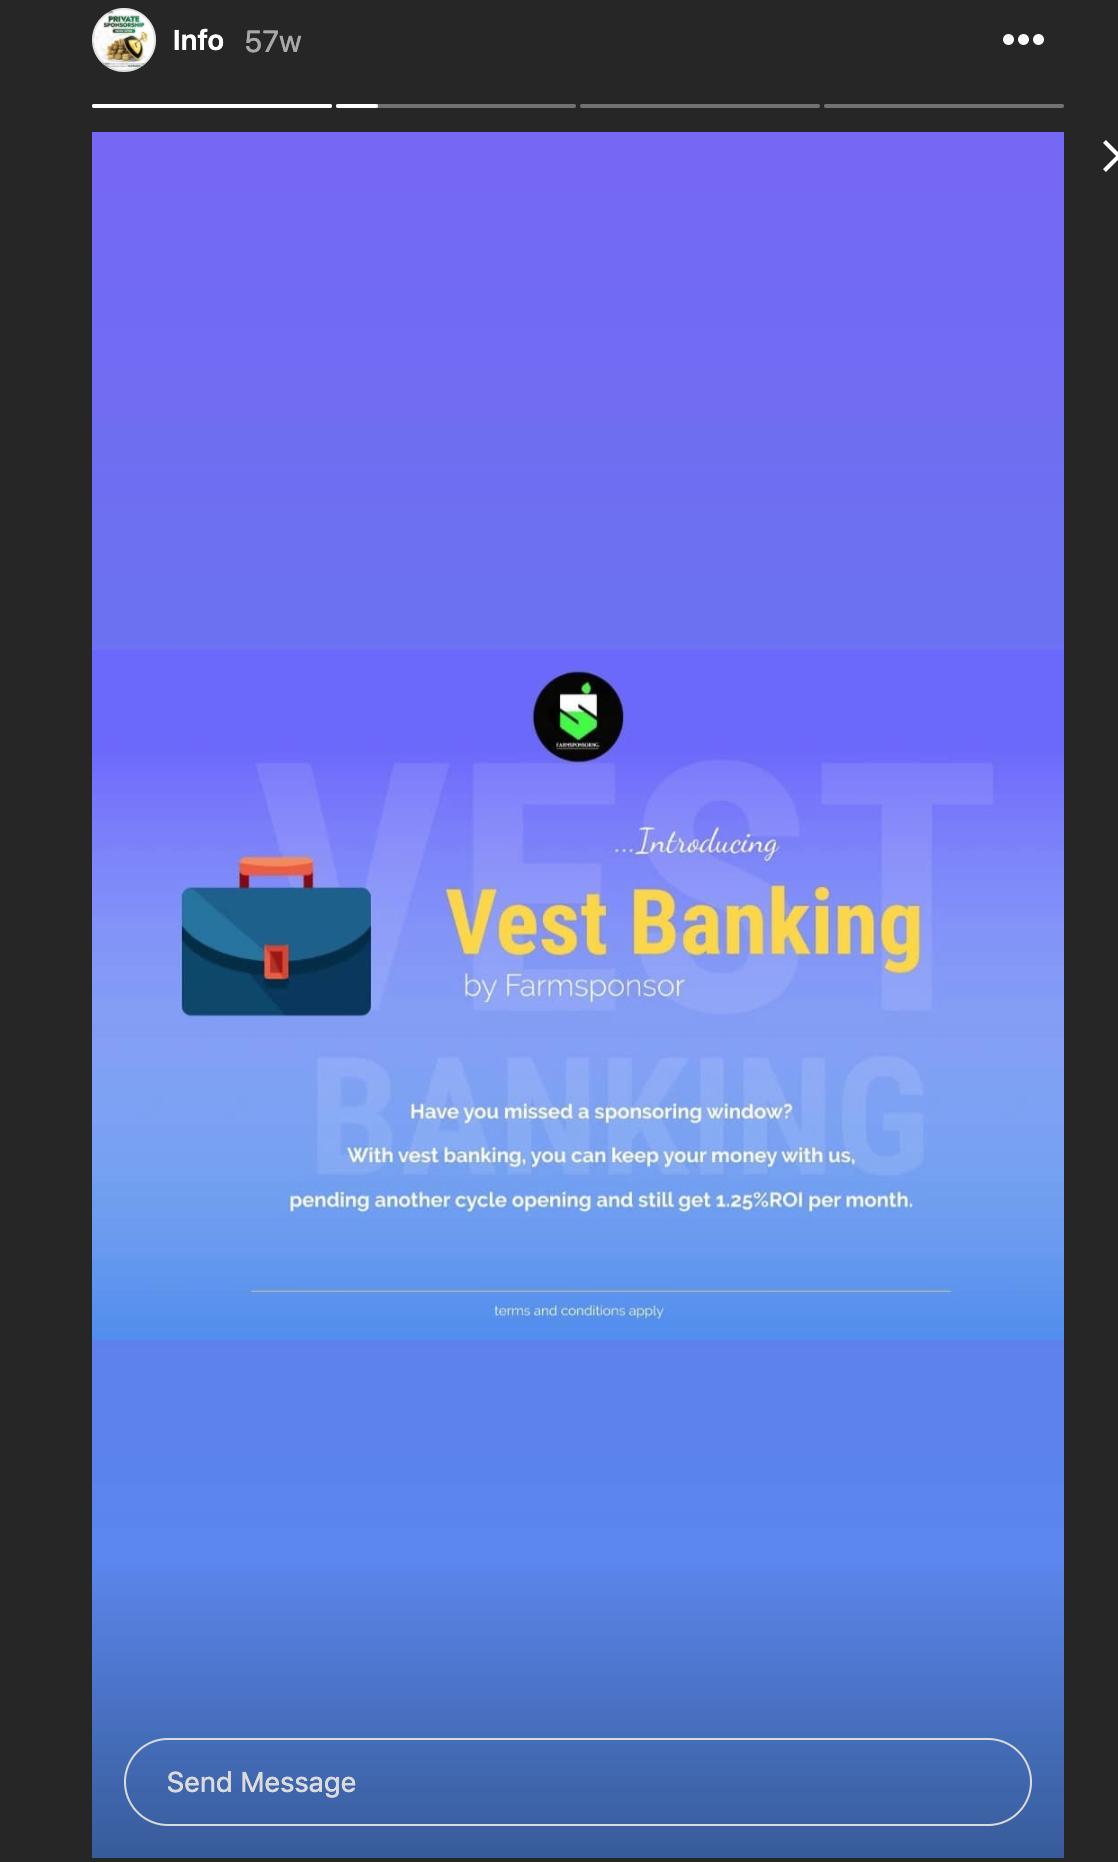 PRIVATE
SPONSORSHIP
Info 57w
FARMSPONSORNG
VEST
BANKING
...Introducing
Vest Banking
by Farmsponsor
Have you missed a sponsoring window?
With vest banking, you can keep your money with us,
pending another cycle opening and still get 1.25%ROI per month.
terms and conditions apply
Send Message